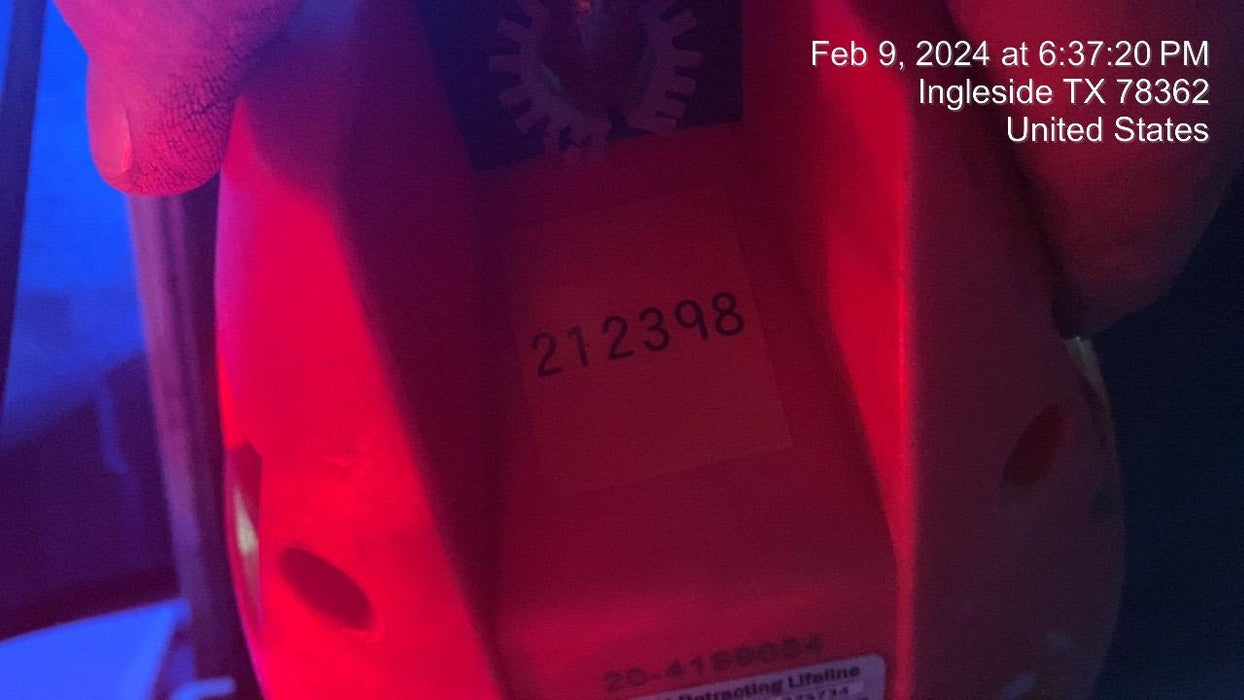 Feb 9, 2024 at 6:37:20 PM
Ingleside TX 78362
United States
212398
Retracting Lifeline